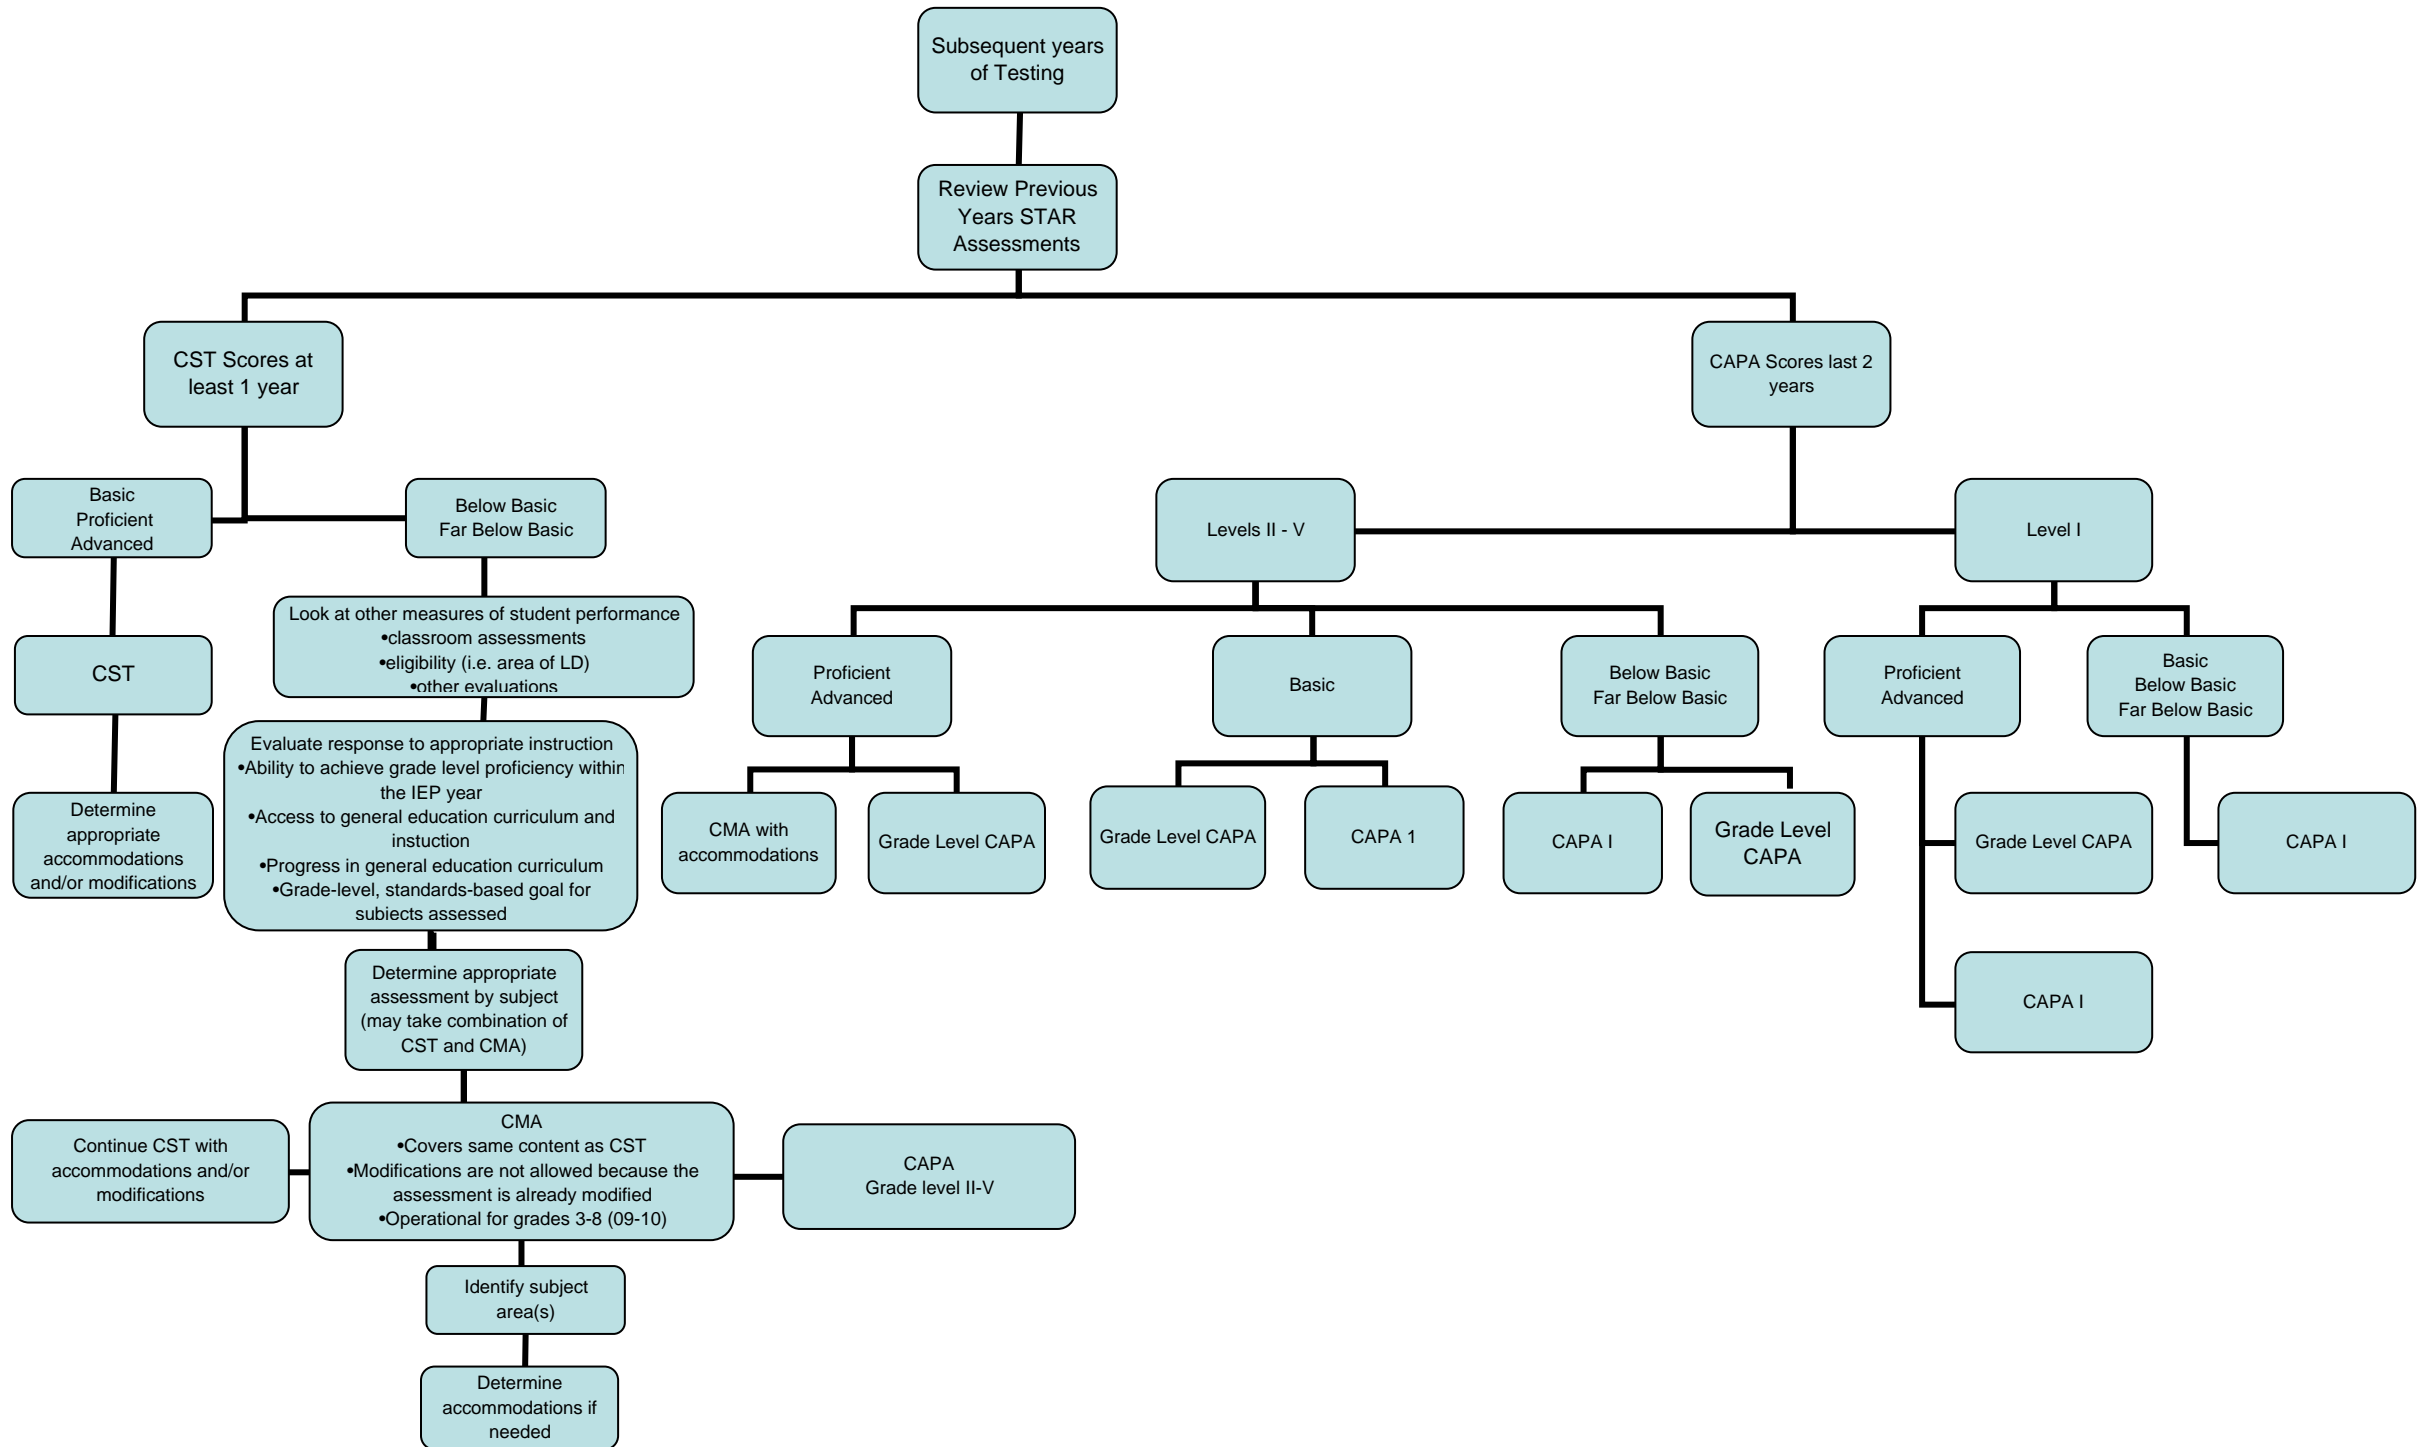 Subsequent years
of Testing
Review Previous
Years STAR
Assessments
CST Scores at
least 1 year
CAPA Scores last 2
years
Basic
Proficient
Advanced
Below Basic
Far Below Basic
Levels II - V
Level I
Look at other measures of student performance
•classroom assessments
•eligibility (i.e. area of LD)
•other evaluations
CST
Proficient
Advanced
Basic
Below Basic
Far Below Basic
Proficient
Advanced
Basic
Below Basic
Far Below Basic
Evaluate response to appropriate instruction
•Ability to achieve grade level proficiency within
the IEP year
•Access to general education curriculum and
instuction
•Progress in general education curriculum
•Grade-level, standards-based goal for
subjects assessed
Determine
appropriate
accommodations
and/or modifications
CMA with
accommodations
Grade Level CAPA
Grade Level CAPA
CAPA 1
CAPA I
Grade Level
CAPA
Grade Level CAPA
CAPA I
CAPA I
Determine appropriate
assessment by subject
(may take combination of
CST and CMA)
Continue CST with
accommodations and/or
modifications
CMA
•Covers same content as CST
•Modifications are not allowed because the
assessment is already modified
•Operational for grades 3-8 (09-10)
CAPA
Grade level II-V
Identify subject
area(s)
Determine
accommodations if
needed